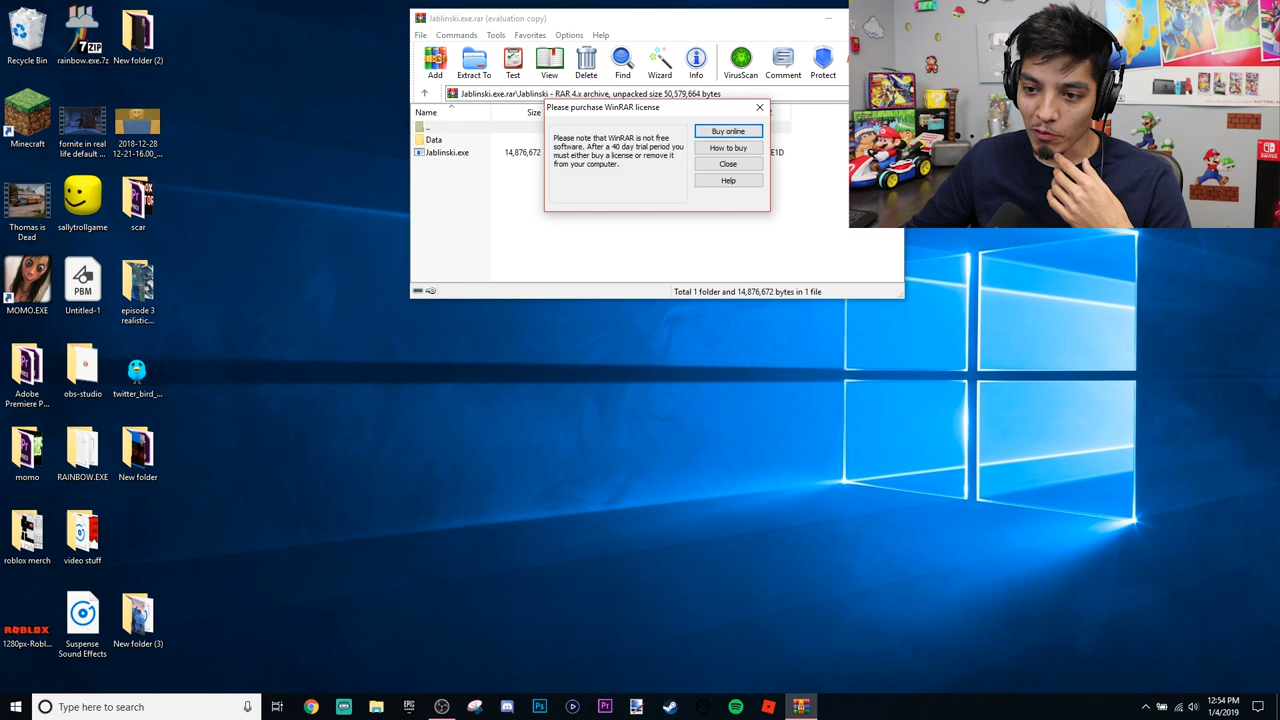 Jablinski.exe.rar (evaluation copy)
File Commands Tools Favorites Options Help
Add Extract To Test View Delete Find Wizard Info VirusScan Comment Protect
Jablinski.exe.rar\Jablinski - RAR 4.x archive, unpacked size 50,579,664 bytes
Name Size
..
Data
Jablinski.exe 14,876,672 E1D
Please purchase WinRAR license
Please note that WinRAR is not free
software. After a 40 day trial period you
must either buy a license or remove it
from your computer.
Buy online
How to buy
Close
Help
Total 1 folder and 14,876,672 bytes in 1 file
Recycle Bin
7ZIP
rainbow.exe.7z
New folder (2)
Minecraft
fornite in real
life default ...
2018-12-28
12-21-16.00_...
Thomas is
Dead
sallytrollgame
scar
MOMO.EXE
PBM
Untitled-1
episode 3
realistic...
Adobe
Premiere P...
obs-studio
twitter_bird_...
momo
RAINBOW.EXE
New folder
roblox merch
video stuff
ROBLOX
1280px-Robl...
Suspense
Sound Effects
New folder (3)
Type here to search
EPIC
GAMES
Ps
Pr
12:54 PM
1/4/2019